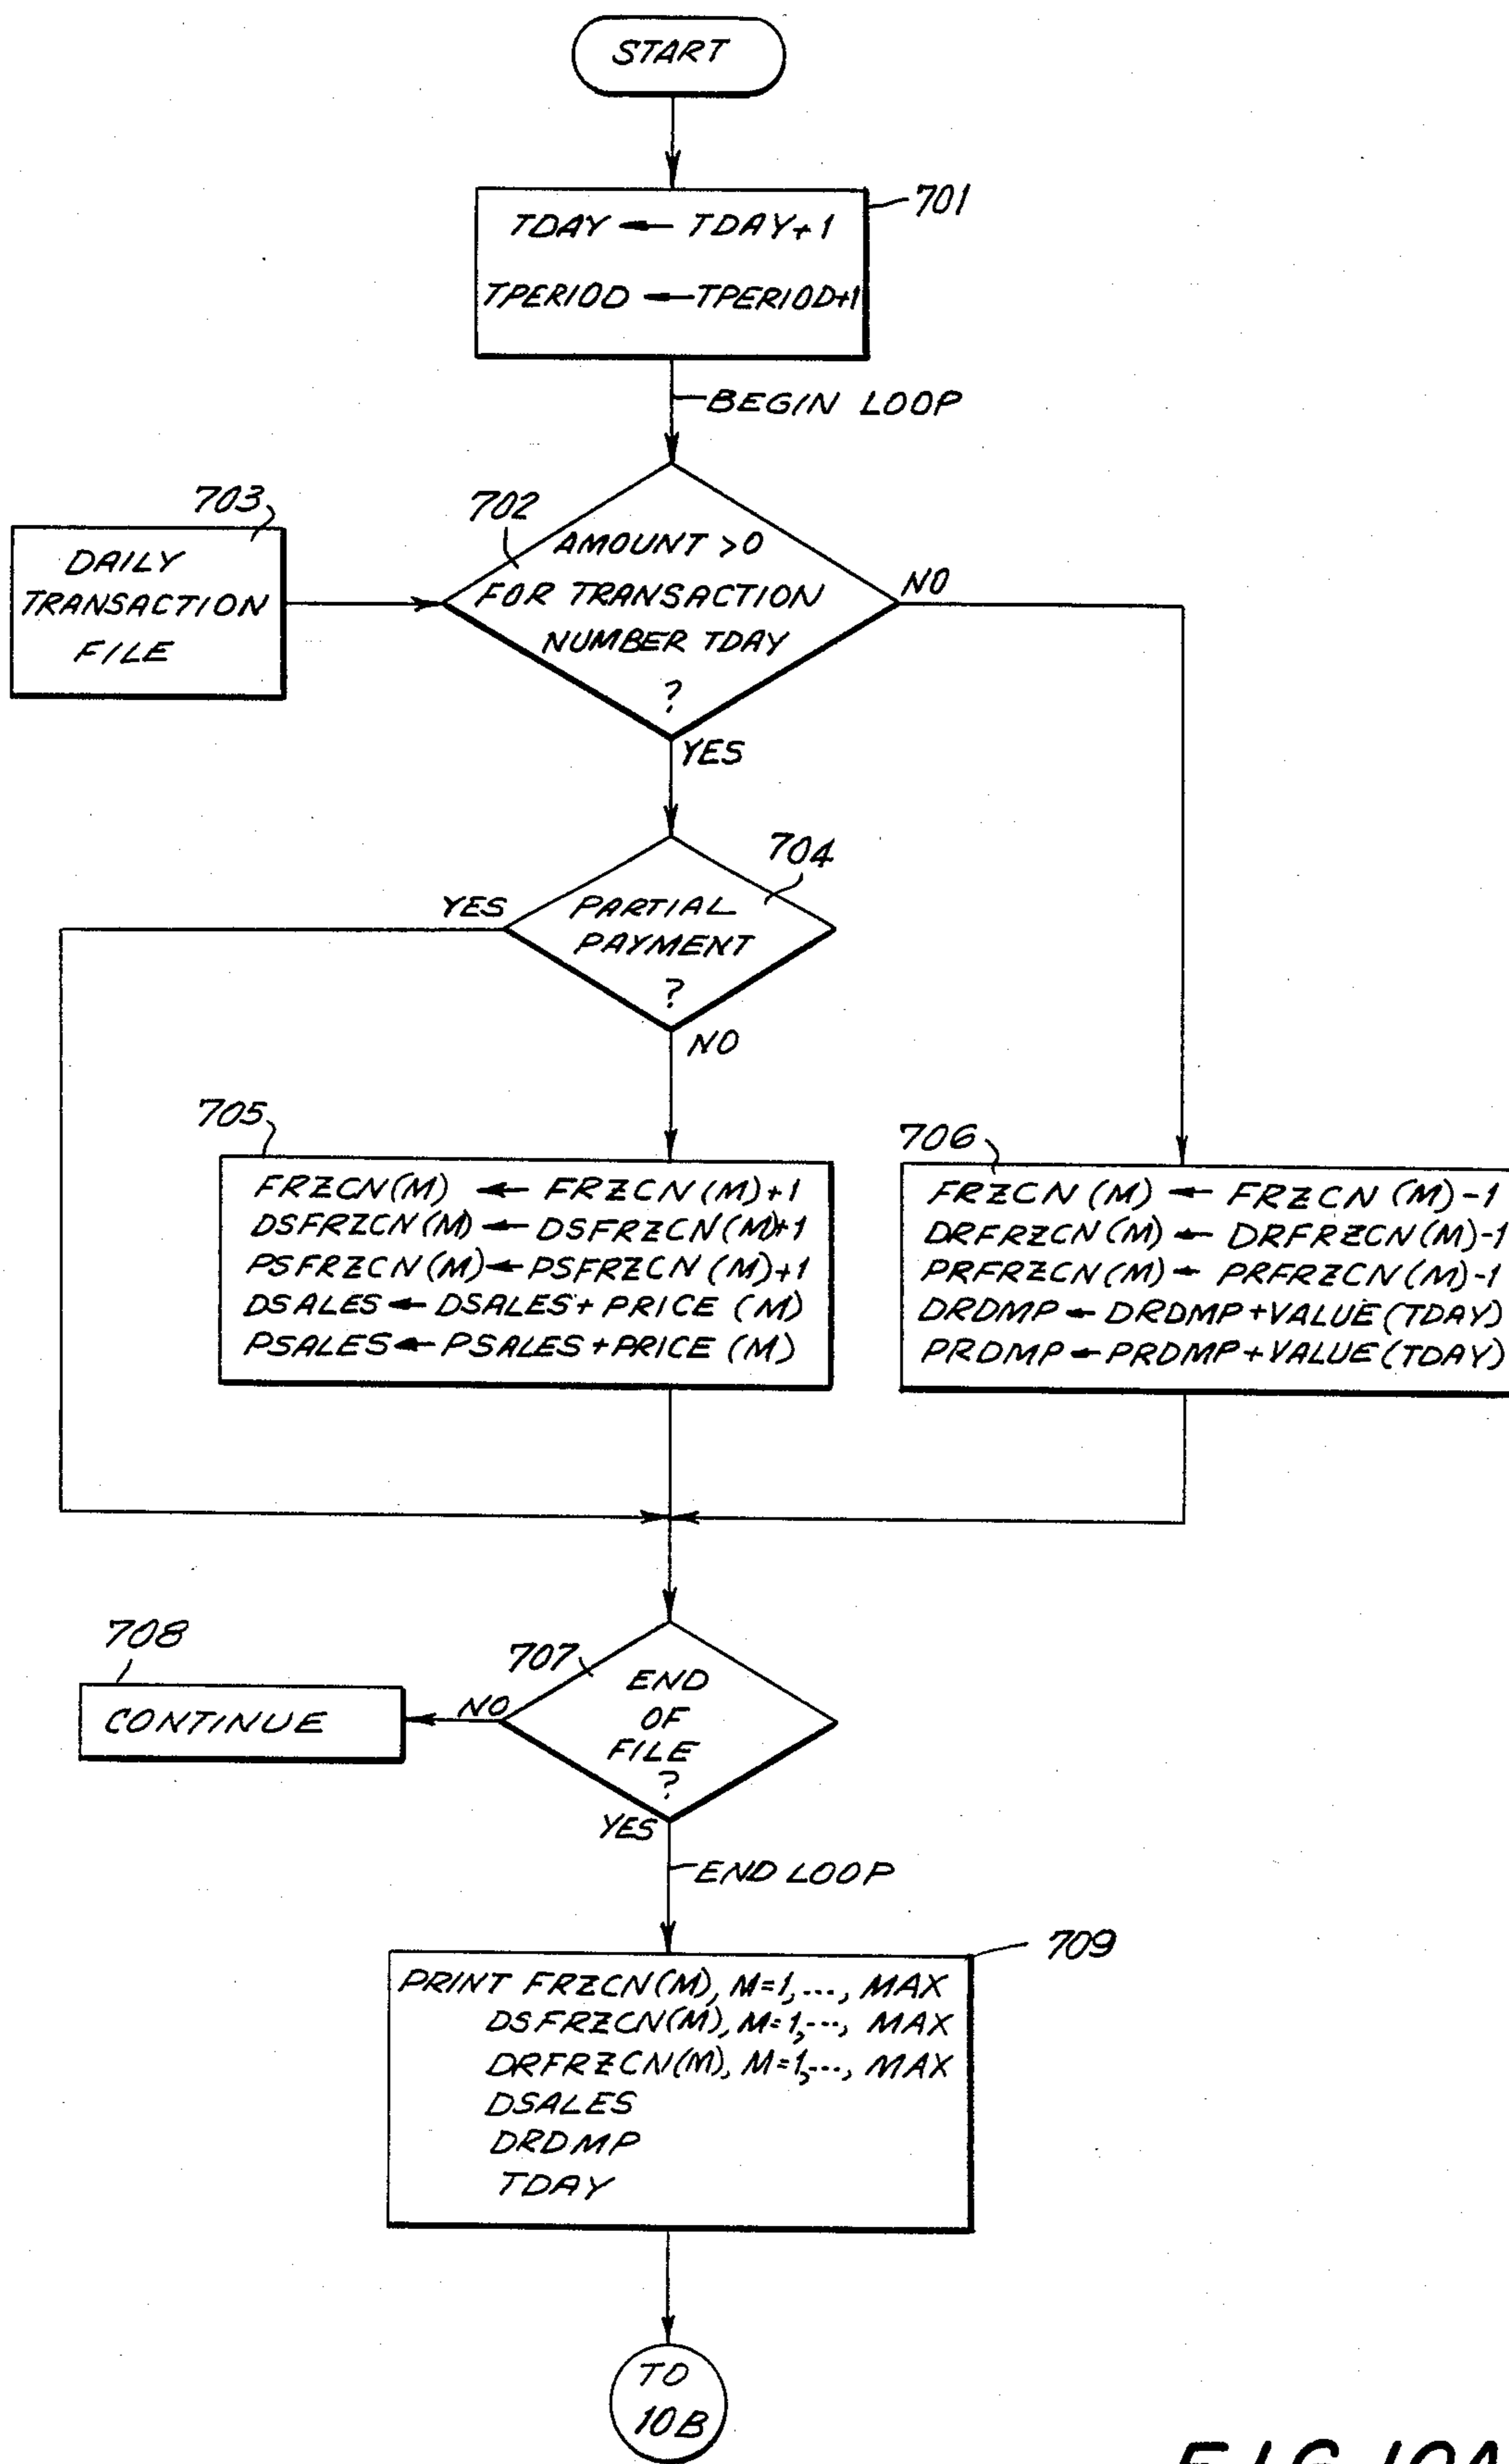 START
701
TDAY ← TDAY+1
TPERIOD ← TPERIOD+1
BEGIN LOOP
703
DAILY
TRANSACTION
FILE
702
AMOUNT >0
FOR TRANSACTION
NUMBER TDAY
?
NO
YES
704
YES
PARTIAL
PAYMENT
?
NO
705
FRZCN(M) ← FRZCN(M)+1
DSFRZCN(M) ← DSFRZCN(M)+1
PSFRZCN(M) ← PSFRZCN(M)+1
DSALES ← DSALES + PRICE (M)
PSALES ← PSALES + PRICE (M)
706
FRZCN (M) ← FRZCN (M)-1
DRFRZCN(M) ← DRFRZCN(M)-1
PRFRZCN(M) ← PRFRZCN(M)-1
DRDMP ← DRDMP + VALUE(TDAY)
PRDMP ← PRDMP + VALUE(TDAY)
708
CONTINUE
NO
707
END
OF
FILE
?
YES
END LOOP
709
PRINT FRZCN(M), M=1,---, MAX
DSFRZCN(M), M=1,---, MAX
DRFRZCN(M), M=1,---, MAX
DSALES
DRDMP
TDAY
TO
10B
FIG. 10A